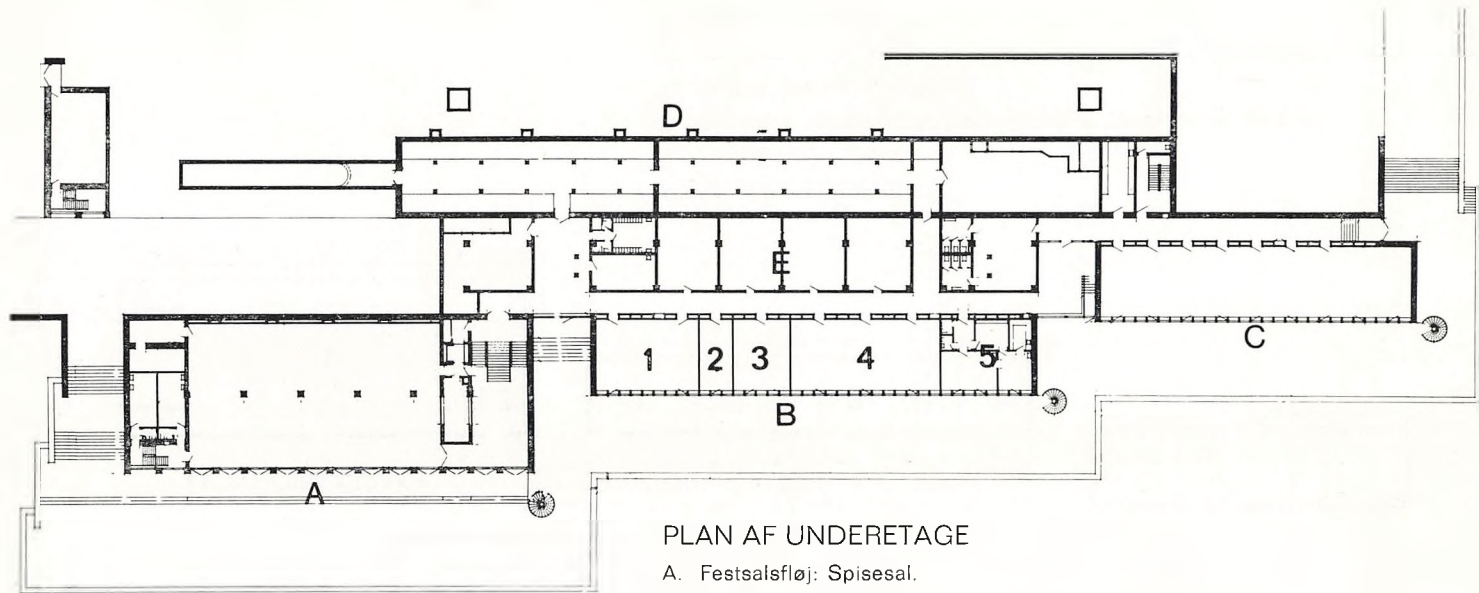 D
E
1 2 3 4 5
C
B
A
PLAN AF UNDERETAGE
A. Festsalsfløj: Spisesal.